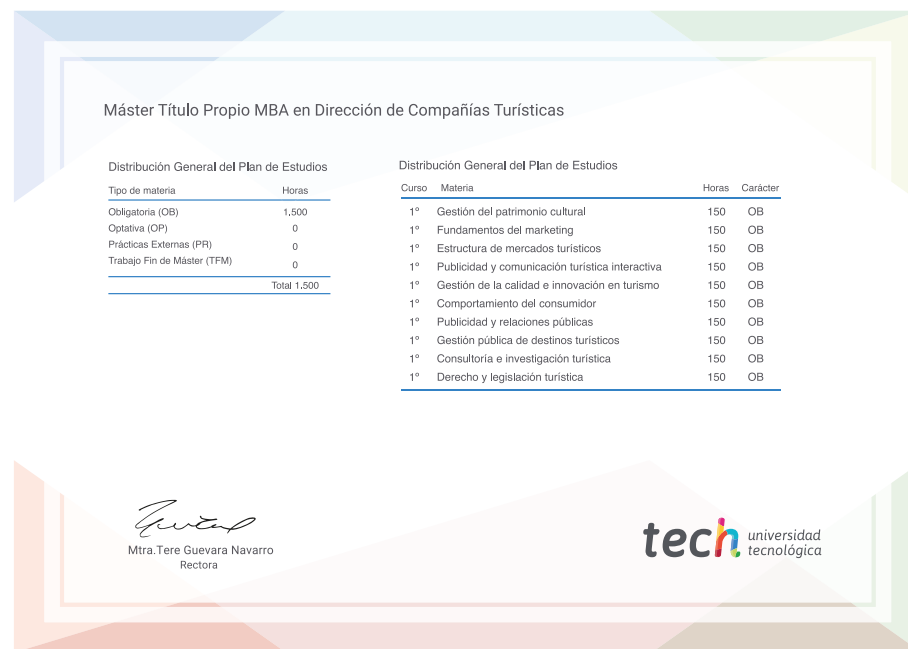 Máster Título Propio MBA en Dirección de Compañías Turísticas
Distribución General del Plan de Estudios
Tipo de materia Horas
Obligatoria (OB) 1,500
Optativa (OP) 0
Prácticas Externas (PR) 0
Trabajo Fin de Máster (TFM) 0
Total 1.500
Distribución General del Plan de Estudios
Curso Materia Horas Carácter
1º Gestión del patrimonio cultural 150 OB
1º Fundamentos del marketing 150 OB
1º Estructura de mercados turísticos 150 OB
1º Publicidad y comunicación turística interactiva 150 OB
1º Gestión de la calidad e innovación en turismo 150 OB
1º Comportamiento del consumidor 150 OB
1º Publicidad y relaciones públicas 150 OB
1º Gestión pública de destinos turísticos 150 OB
1º Consultoría e investigación turística 150 OB
1º Derecho y legislación turística 150 OB
Mtra.Tere Guevara Navarro
Rectora
tech universidad
tecnológica